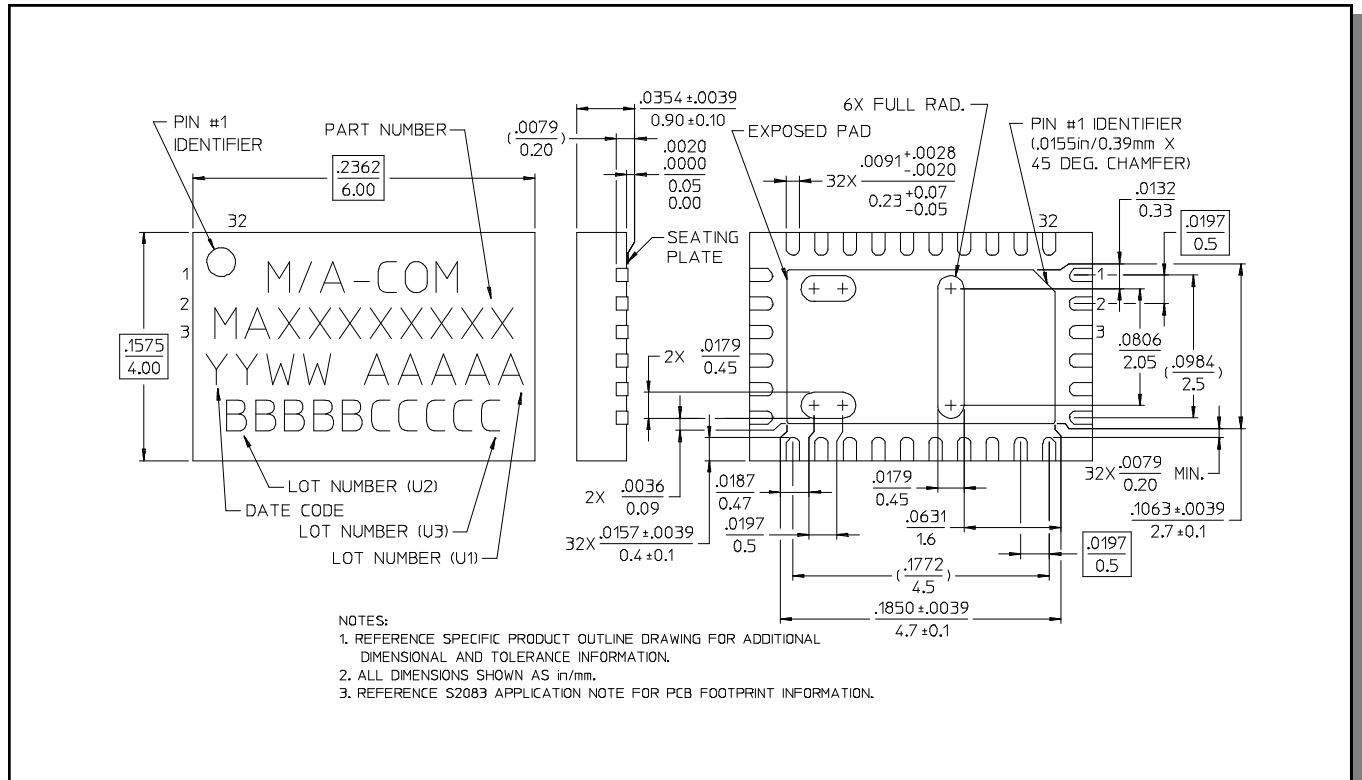 PIN #1
IDENTIFIER
PART NUMBER
.2362
6.00
32
1
2
3
.1575
4.00
M/A-COM
MAXXXXXXXXX
YYWW AAAAA
BBBBBCCCCC
LOT NUMBER (U2)
DATE CODE
LOT NUMBER (U3)
LOT NUMBER (U1)
.0354 ±.0039
0.90 ±0.10
(.0079)
0.20
.0020
.0000
0.05
0.00
SEATING
PLATE
EXPOSED PAD
6X FULL RAD.
32X .0091 +.0028 -.0020
0.23 +0.07 -0.05
PIN #1 IDENTIFIER
(.0155in/0.39mm X
45 DEG. CHAMFER)
32
.0132
0.33
.0197
0.5
1
2
3
.0806
2.05
(.0984)
2.5
2X .0179
0.45
2X .0036
0.09
32X .0157 ±.0039
0.4 ±0.1
.0187
0.47
.0197
0.5
.0179
0.45
.0631
1.6
32X .0079 MIN.
0.20
.1063 ±.0039
2.7 ±0.1
.0197
0.5
(.1772)
4.5
.1850 ±.0039
4.7 ±0.1
NOTES:
1. REFERENCE SPECIFIC PRODUCT OUTLINE DRAWING FOR ADDITIONAL
DIMENSIONAL AND TOLERANCE INFORMATION.
2. ALL DIMENSIONS SHOWN AS in/mm.
3. REFERENCE S2083 APPLICATION NOTE FOR PCB FOOTPRINT INFORMATION.